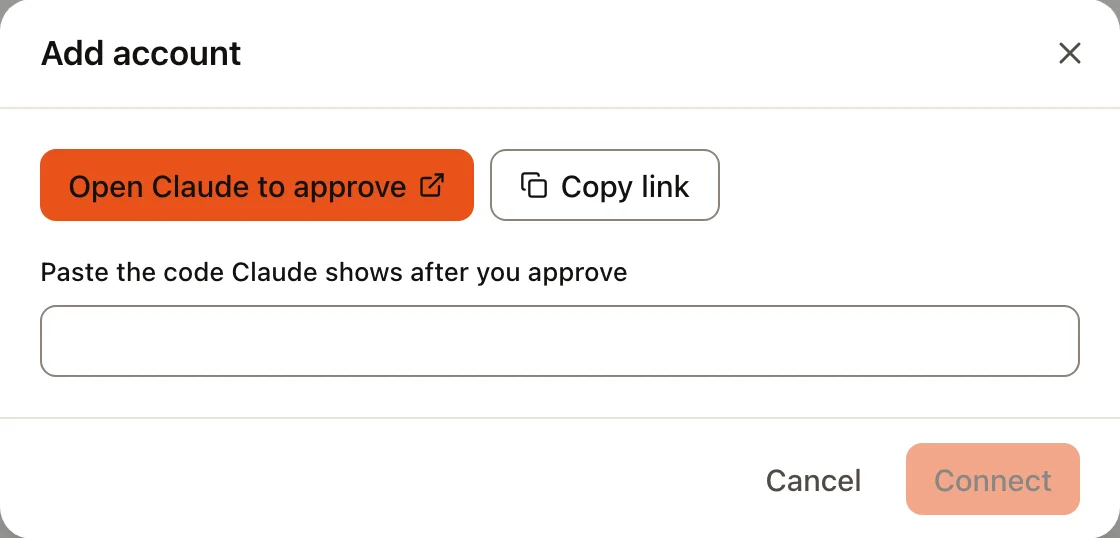 Add account
Open Claude to approve
Copy link
Paste the code Claude shows after you approve
Cancel
Connect